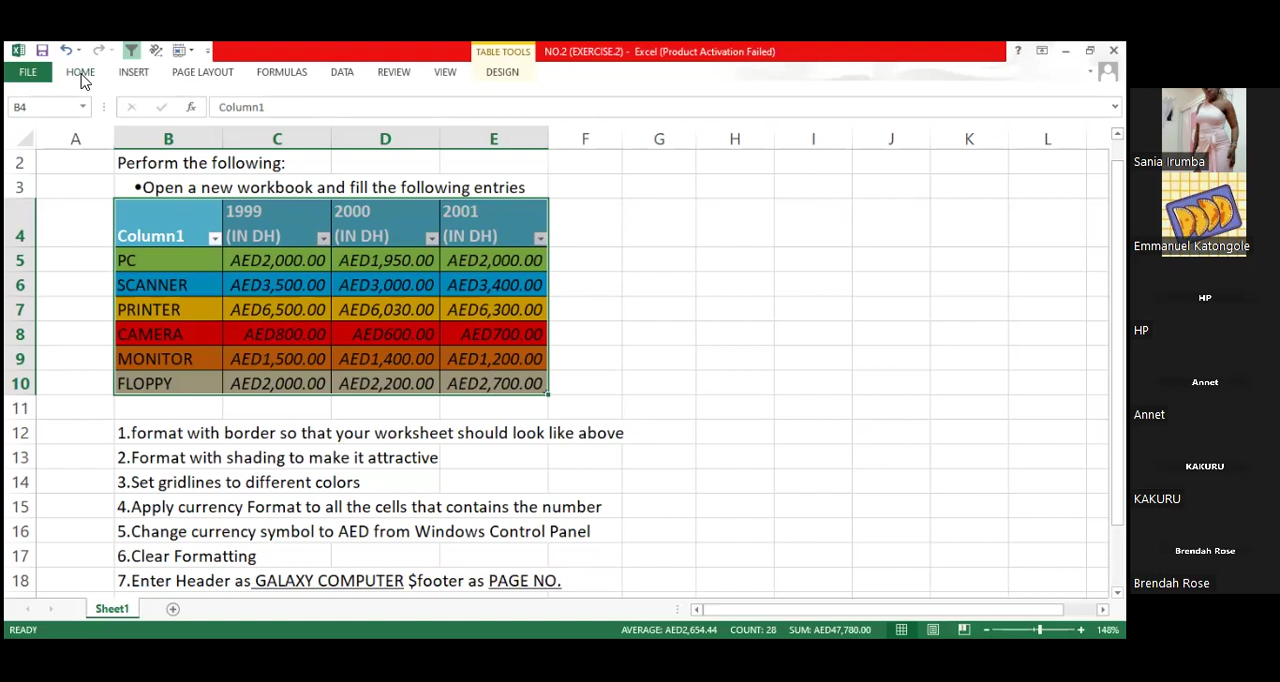 TABLE TOOLS
NO.2 (EXERCISE.2) - Excel (Product Activation Failed)
?
FILE HOME INSERT PAGE LAYOUT FORMULAS DATA REVIEW VIEW DESIGN
B4 fx Column1
A B C D E F G H I J K L
2 Perform the following:
3 •Open a new workbook and fill the following entries
1999 2000 2001
4 Column1 (IN DH) (IN DH) (IN DH)
5 PC AED2,000.00 AED1,950.00 AED2,000.00
6 SCANNER AED3,500.00 AED3,000.00 AED3,400.00
7 PRINTER AED6,500.00 AED6,030.00 AED6,300.00
8 CAMERA AED800.00 AED600.00 AED700.00
9 MONITOR AED1,500.00 AED1,400.00 AED1,200.00
10 FLOPPY AED2,000.00 AED2,200.00 AED2,700.00
11
12 1.format with border so that your worksheet should look like above
13 2.Format with shading to make it attractive
14 3.Set gridlines to different colors
15 4.Apply currency Format to all the cells that contains the number
16 5.Change currency symbol to AED from Windows Control Panel
17 6.Clear Formatting
18 7.Enter Header as GALAXY COMPUTER $footer as PAGE NO.
Sheet1
READY AVERAGE: AED2,654.44 COUNT: 28 SUM: AED47,780.00 148%
Sania Irumba
Emmanuel Katongole
HP
HP
Annet
Annet
KAKURU
KAKURU
Brendah Rose
Brendah Rose